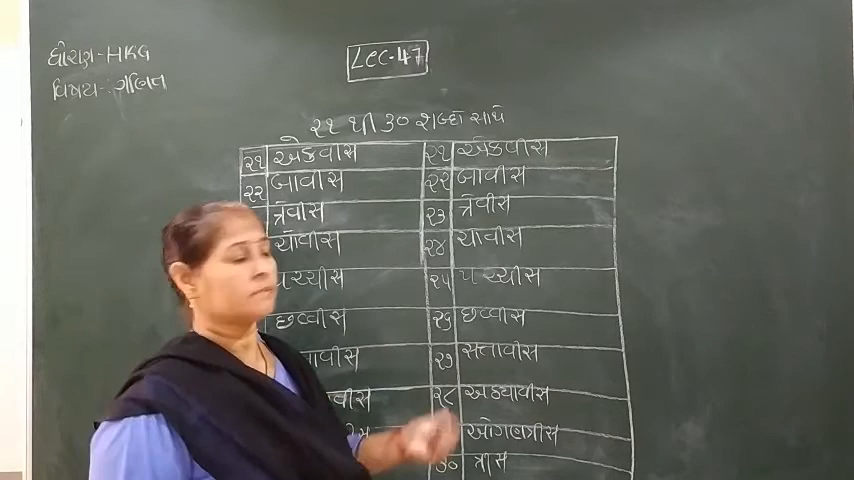 ધોરણ-HKG
વિષય-ગણિત
Lec-47
૨૧ થી ૩૦ શબ્દો સાથે
૨૧ એકવીસ ૨૧ એકવીસ
૨૨ બાવીસ ૨૨ બાવીસ
ત્રેવીસ ૨૩ ત્રેવીસ
ચોવીસ ૨૪ ચોવીસ
પચ્ચીસ ૨૫ પચ્ચીસ
છવ્વીસ ૨૬ છવ્વીસ
૨૭ સત્તાવીસ
૨૮ અઠ્યાવીસ
ઓગણત્રીસ
૩૦ ત્રીસ